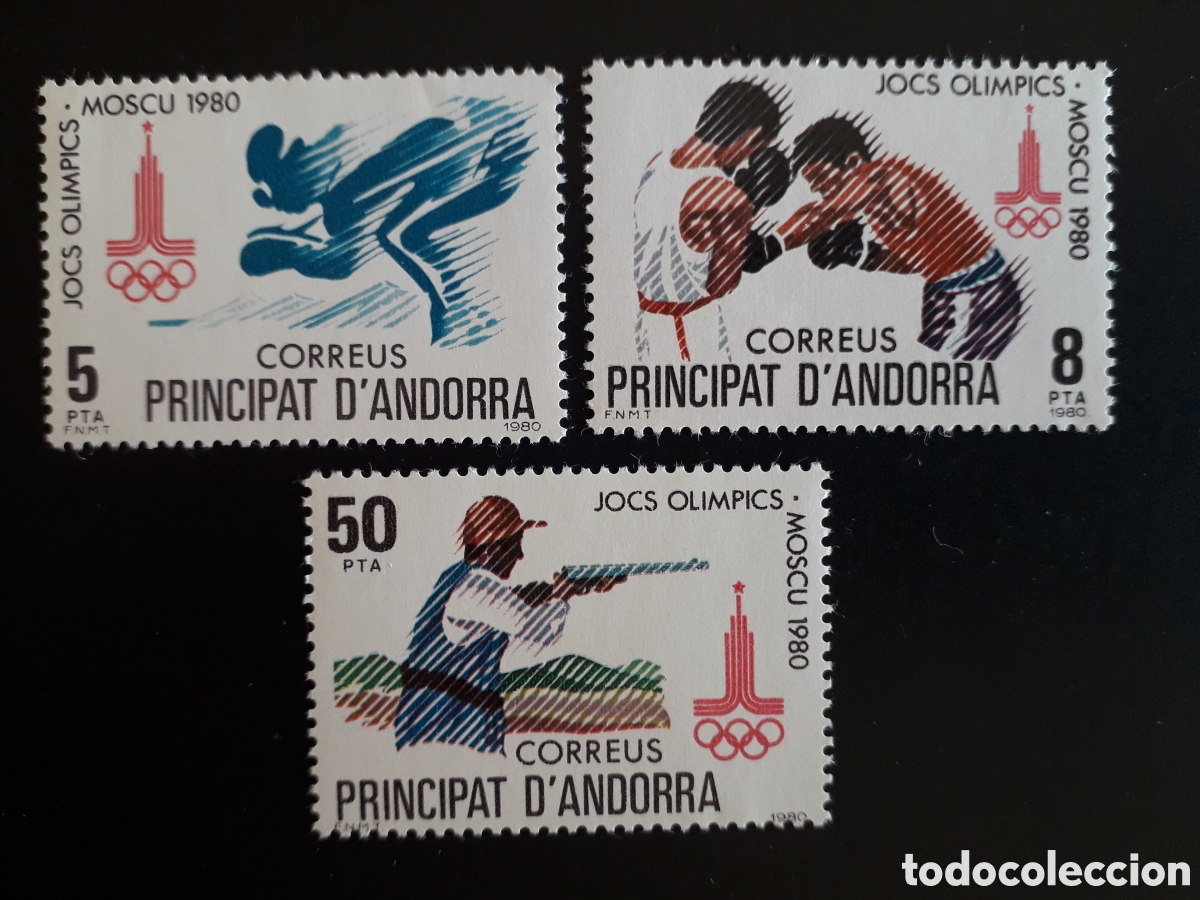 JOCS OLIMPICS · MOSCU 1980
5
PTA
F.N.M.T
CORREUS
PRINCIPAT D'ANDORRA
1980
JOCS OLIMPICS · MOSCU 1980
CORREUS
PRINCIPAT D'ANDORRA
F.N.M.T
8
PTA
1980
50
PTA
JOCS OLIMPICS · MOSCU 1980
CORREUS
PRINCIPAT D'ANDORRA
F.N.M.T
1980
todocoleccion